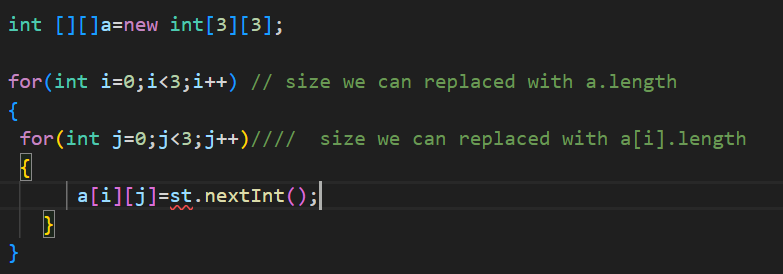 int [][]a=new int[3][3];
for(int i=0;i<3;i++) // size we can replaced with a.length
{
for(int j=0;j<3;j++)////  size we can replaced with a[i].length
{
a[i][j]=st.nextInt();
}
}